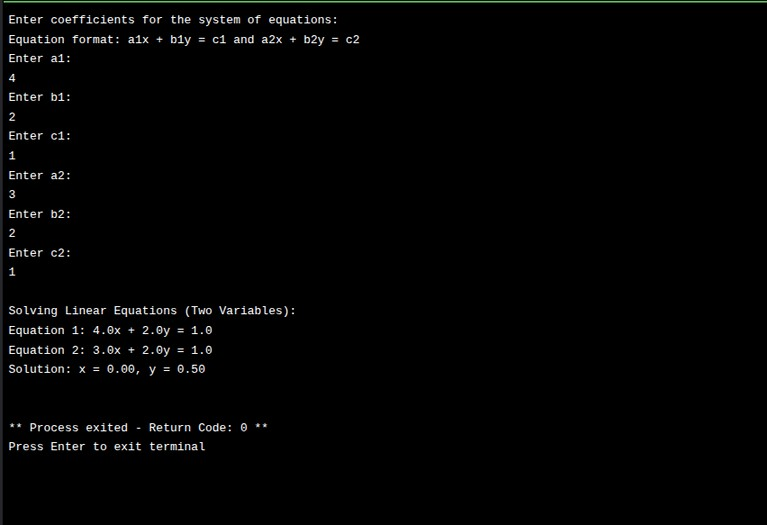 Enter coefficients for the system of equations:
Equation format: a1x + b1y = c1 and a2x + b2y = c2
Enter a1:
4
Enter b1:
2
Enter c1:
1
Enter a2:
3
Enter b2:
2
Enter c2:
1
Solving Linear Equations (Two Variables):
Equation 1: 4.0x + 2.0y = 1.0
Equation 2: 3.0x + 2.0y = 1.0
Solution: x = 0.00, y = 0.50
** Process exited - Return Code: 0 **
Press Enter to exit terminal